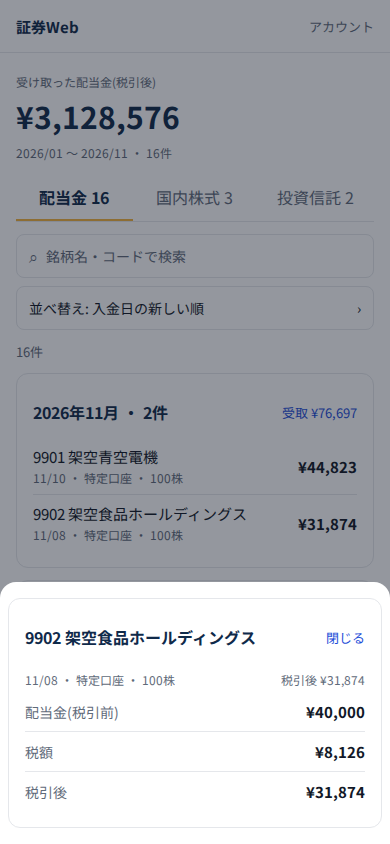 証券Web
アカウント
受け取った配当金(税引後)
¥3,128,576
2026/01 〜 2026/11 ・ 16件
配当金 16
国内株式 3
投資信託 2
⌕ 銘柄名・コードで検索
並べ替え: 入金日の新しい順 ›
16件
2026年11月 ・ 2件
受取 ¥76,697
9901 架空青空電機
11/10 ・ 特定口座 ・ 100株
¥44,823
9902 架空食品ホールディングス
11/08 ・ 特定口座 ・ 100株
¥31,874
9902 架空食品ホールディングス
閉じる
11/08 ・ 特定口座 ・ 100株
税引後 ¥31,874
配当金(税引前)
¥40,000
税額
¥8,126
税引後
¥31,874